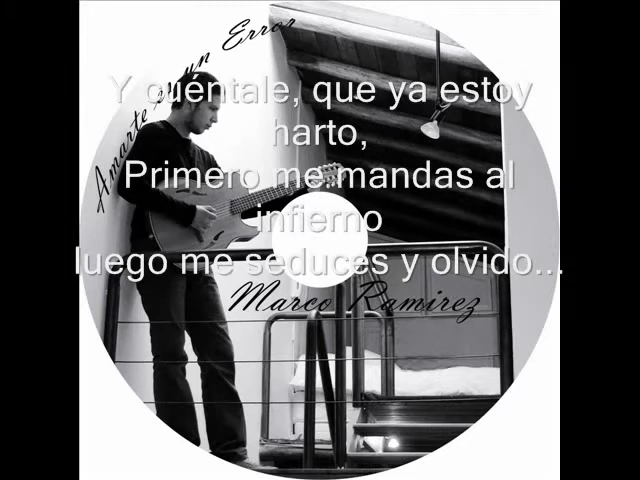 Amarte es un Error
Y cuéntale, que ya estoy
harto,
Primero me mandas al
infierno
luego me seduces y olvido...
Marco Ramirez